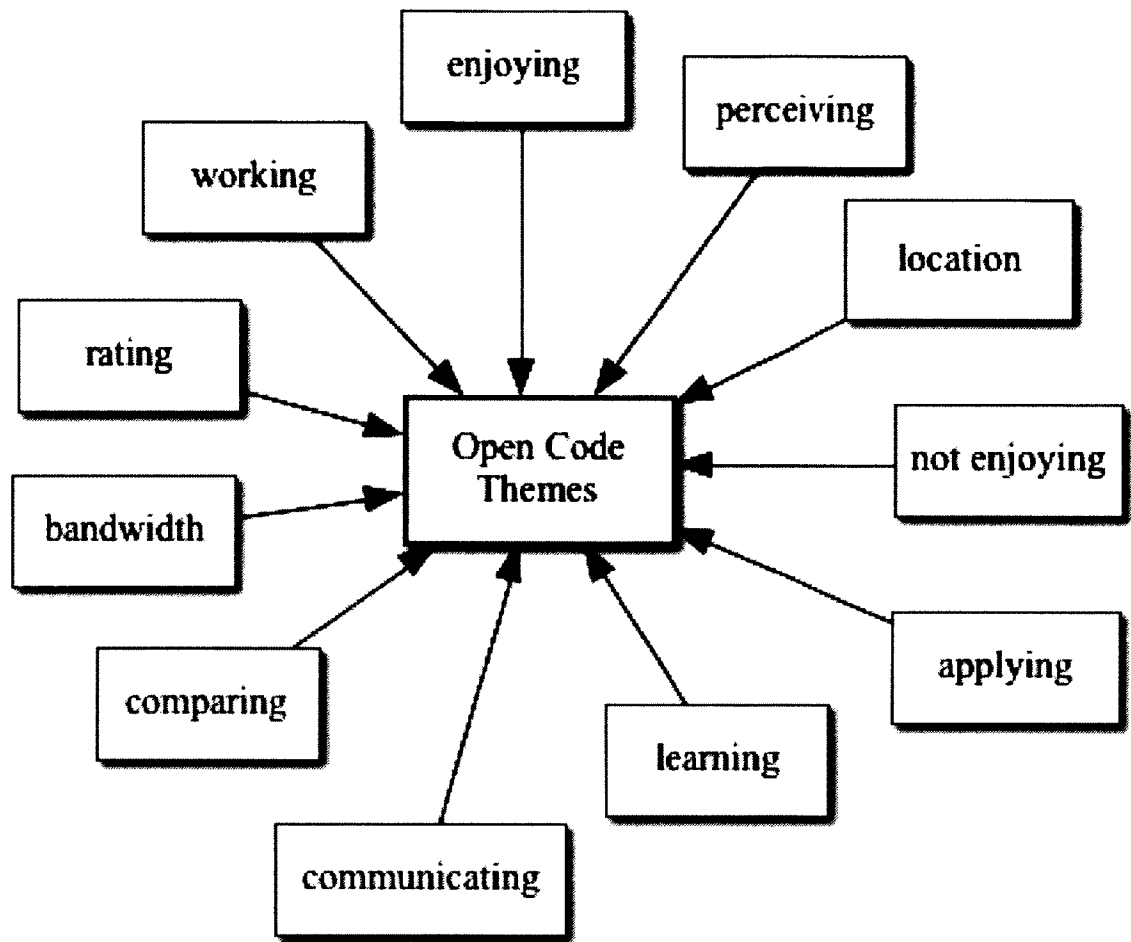 enjoying
perceiving
working
location
rating
Open Code
Themes
not enjoying
bandwidth
applying
comparing
learning
communicating